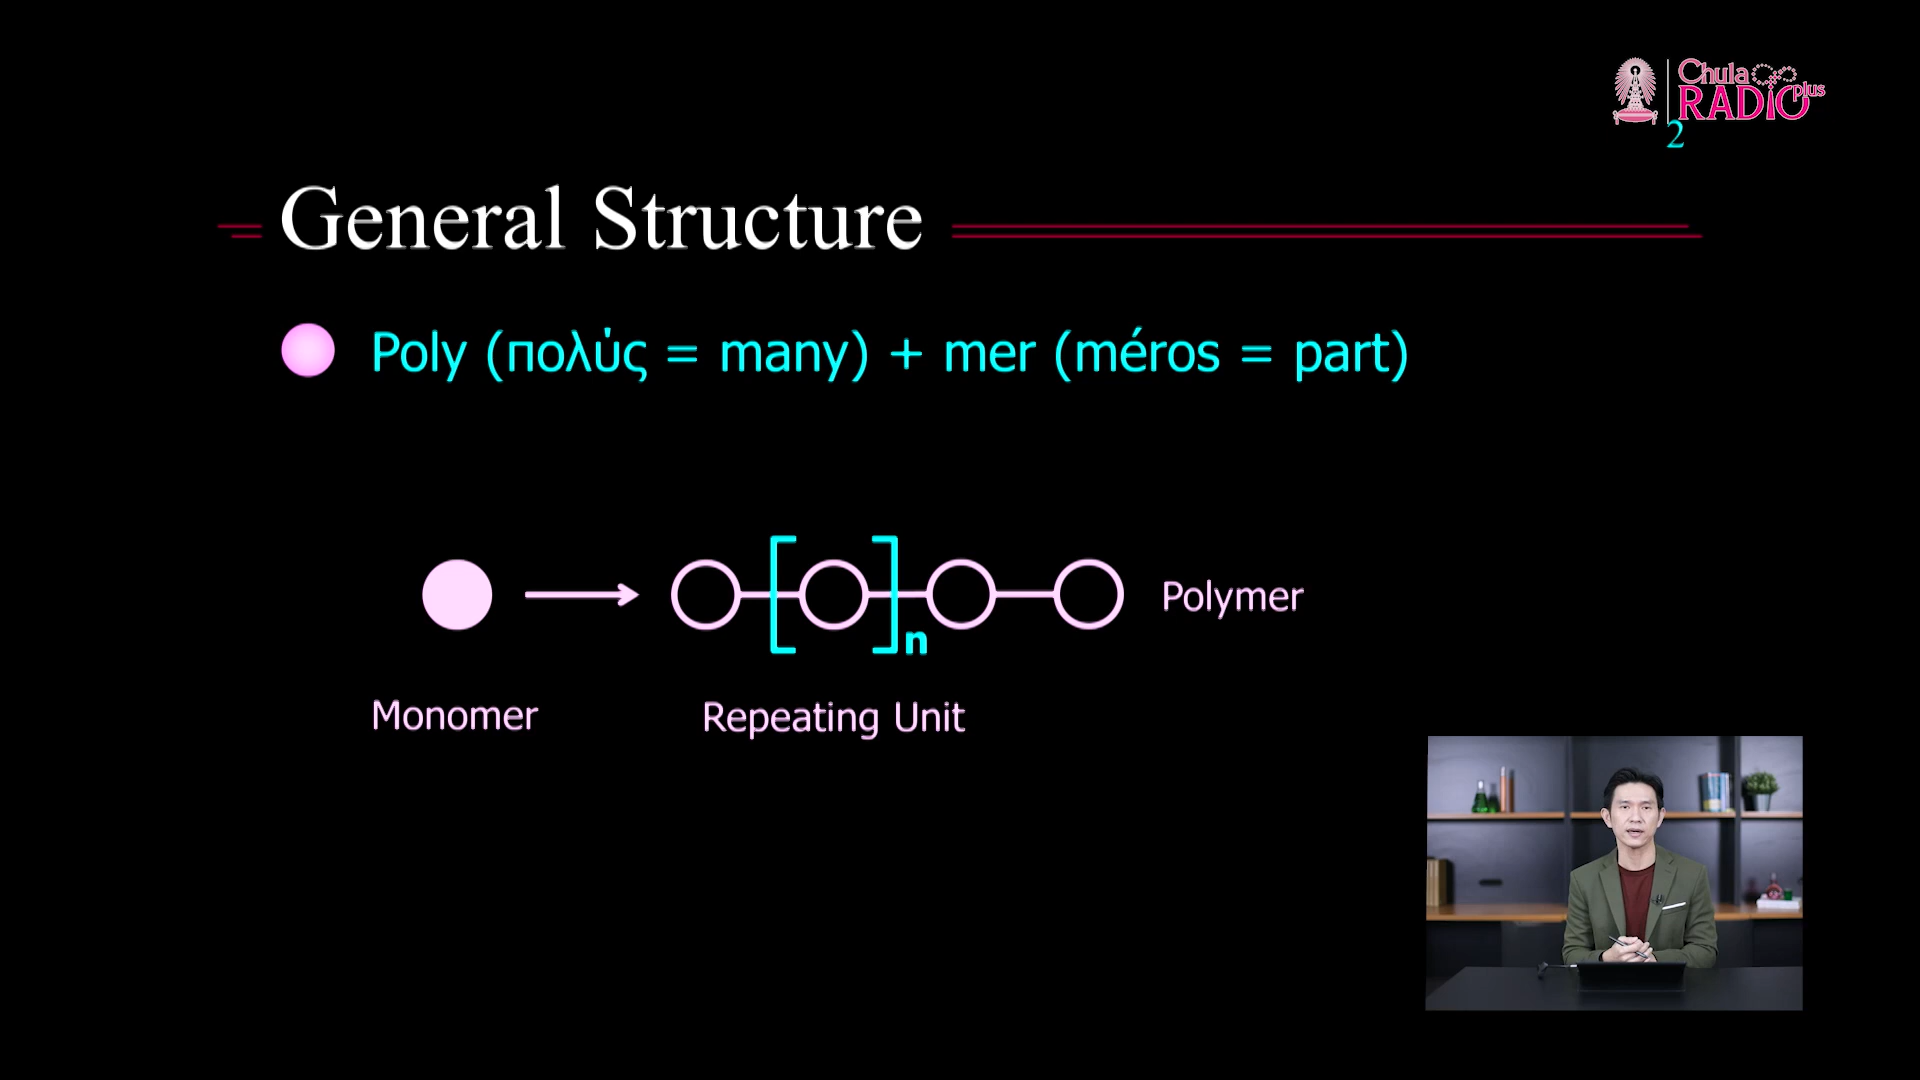 Chula
RADIO plus
2
General Structure
Poly (πολύς = many) + mer (méros = part)
n
Polymer
Monomer
Repeating Unit